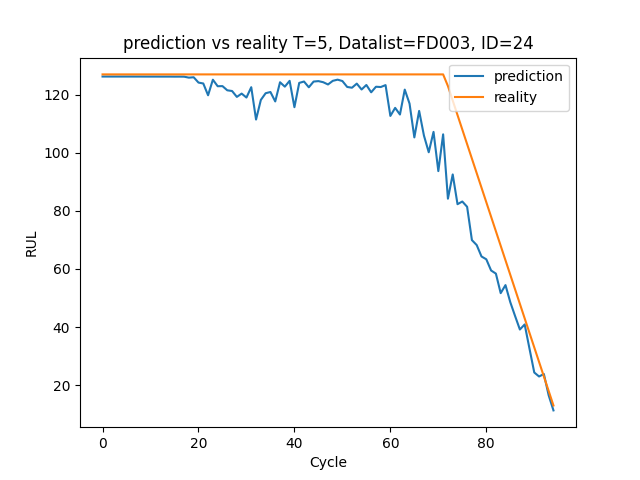 prediction vs reality T=5, Datalist=FD003, ID=24
prediction
reality
120
100
80
60
40
20
RUL
0 20 40 60 80
Cycle